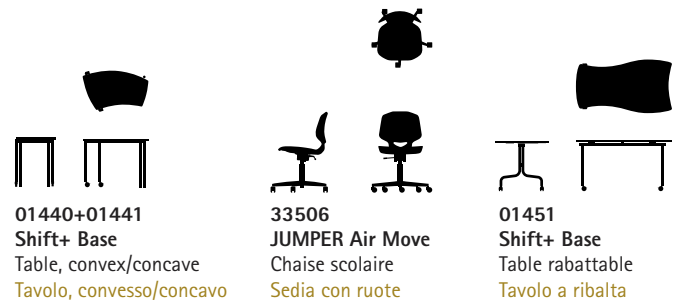 01440+01441
Shift+ Base
Table, convex/concave
Tavolo, convesso/concavo
33506
JUMPER Air Move
Chaise scolaire
Sedia con ruote
01451
Shift+ Base
Table rabattable
Tavolo a ribalta